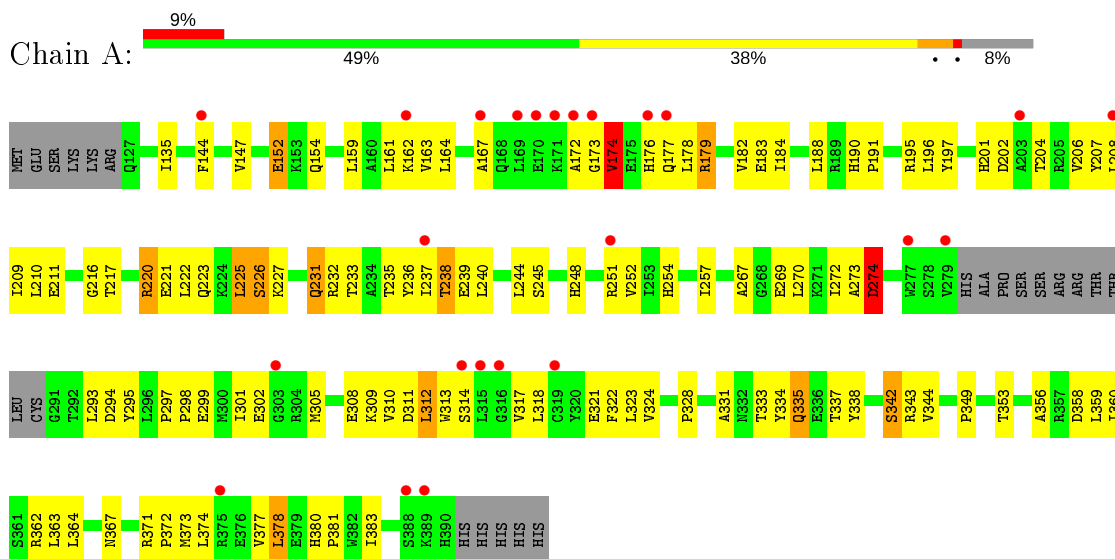 9%
Chain A:
49% 38% • • 8%
MET GLU SER LYS LYS ARG Q127 I135 F144 V147 E152 K153 Q154 L159 A160 L161 K162 V163 L164 A167 Q168 L169 E170 K171 A172 G173 V174 E175 H176 Q177 L178 R179 V182 E183 I184 L188 R189 H190 P191 R195 L196 Y197 H201 D202 A203 T204 R205 V206 Y207 L208
I209 L210 E211 G216 T217 R220 E221 L222 Q223 K224 L225 S226 K227 Q231 R232 T233 A234 T235 Y236 I237 T238 E239 L240 L244 S245 H248 R251 V252 I253 H254 I257 A267 G268 E269 L270 K271 I272 A273 D274 W277 S278 V279 HIS ALA PRO SER SER ARG ARG THR THR
LEU CYS G291 T292 L293 D294 Y295 L296 P297 P298 E299 M300 I301 E302 G303 R304 M305 E308 K309 V310 D311 L312 W313 S314 L315 G316 V317 L318 C319 Y320 E321 F322 L323 V324 P328 A331 N332 T333 Y334 Q335 E336 T337 Y338 S342 R343 V344 P349 T353 A356 R357 D358 L359 I360
S361 R362 L363 L364 N367 R371 P372 M373 L374 R375 E376 V377 L378 E379 H380 P381 W382 I383 S388 K389 H390 HIS HIS HIS HIS HIS